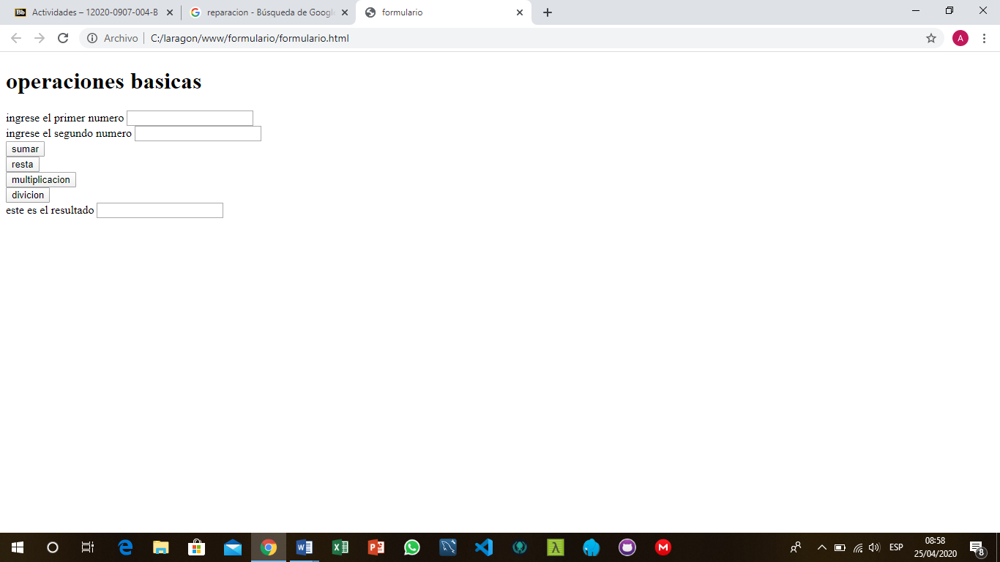 Bb Actividades – 12020-0907-004-B
reparacion - Búsqueda de Google
formulario
Archivo C:/laragon/www/formulario/formulario.html A
operaciones basicas
ingrese el primer numero
ingrese el segundo numero
sumar
resta
multiplicacion
divicion
este es el resultado
ESP
08:58
25/04/2020
8